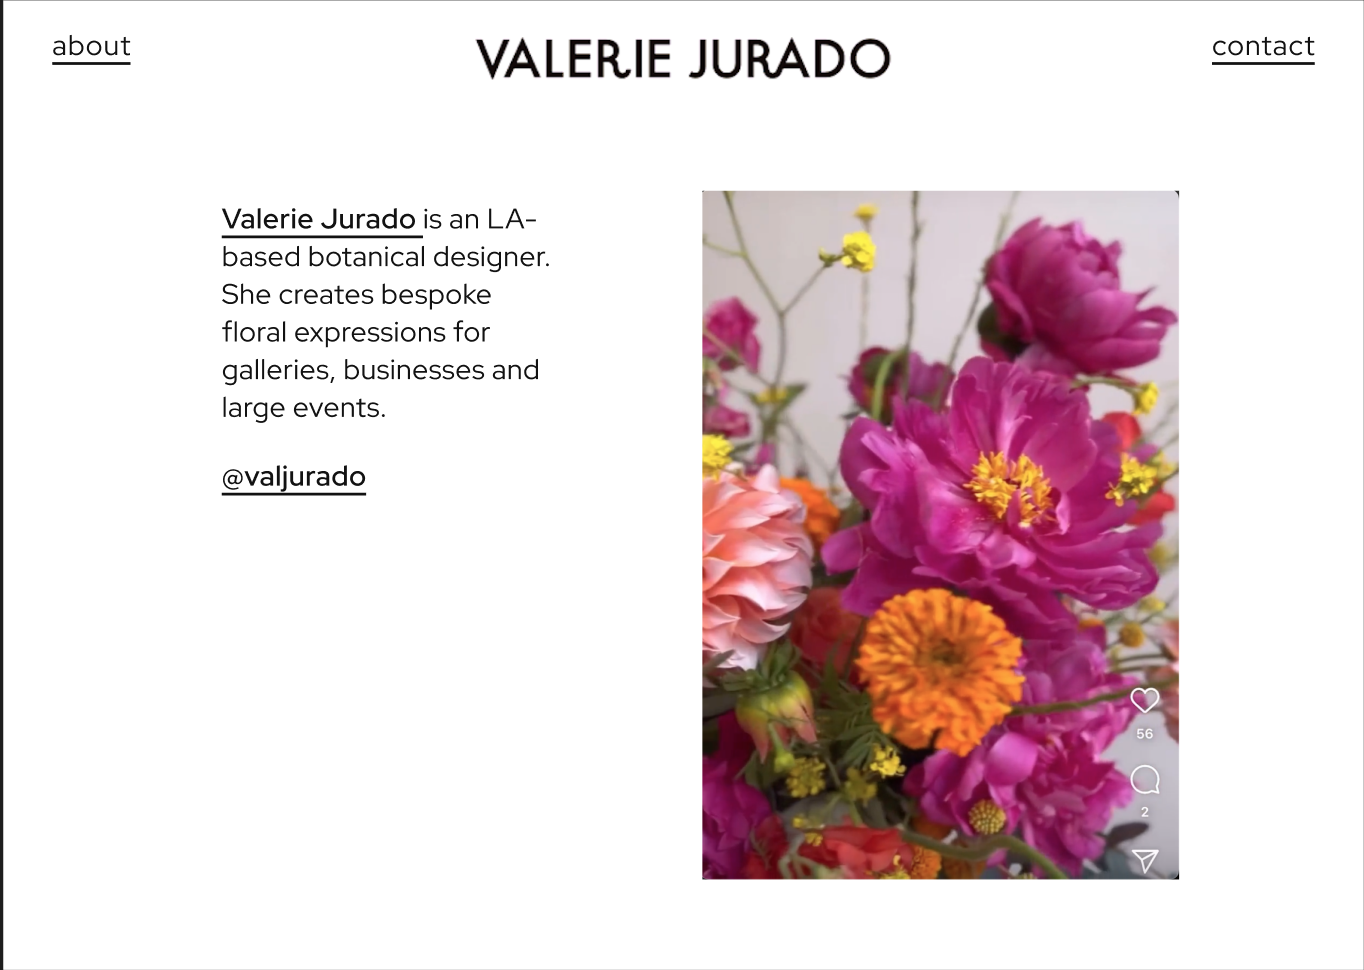 about
VALERIE JURADO
contact
Valerie Jurado is an LA-
based botanical designer.
She creates bespoke
floral expressions for
galleries, businesses and
large events.
@valjurado
56
2